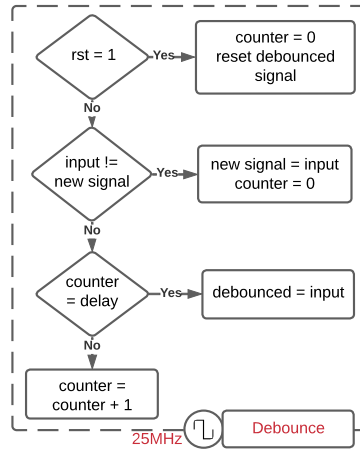 rst = 1
Yes
counter = 0
reset debounced
signal
No
input !=
new signal
Yes
new signal = input
counter = 0
No
counter
= delay
Yes
debounced = input
No
counter =
counter + 1
25MHz
Debounce